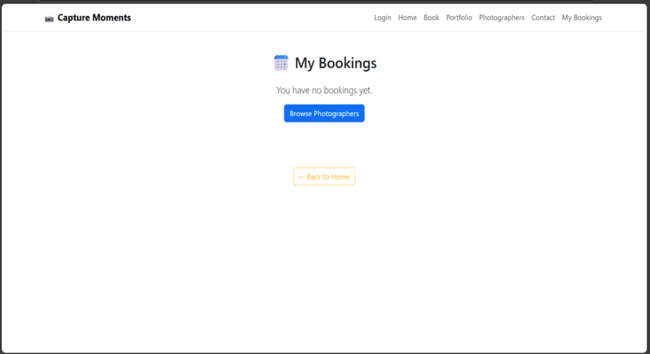 Capture Moments
Login Home Book Portfolio Photographers Contact My Bookings
My Bookings
You have no bookings yet.
Browse Photographers
← Back to Home